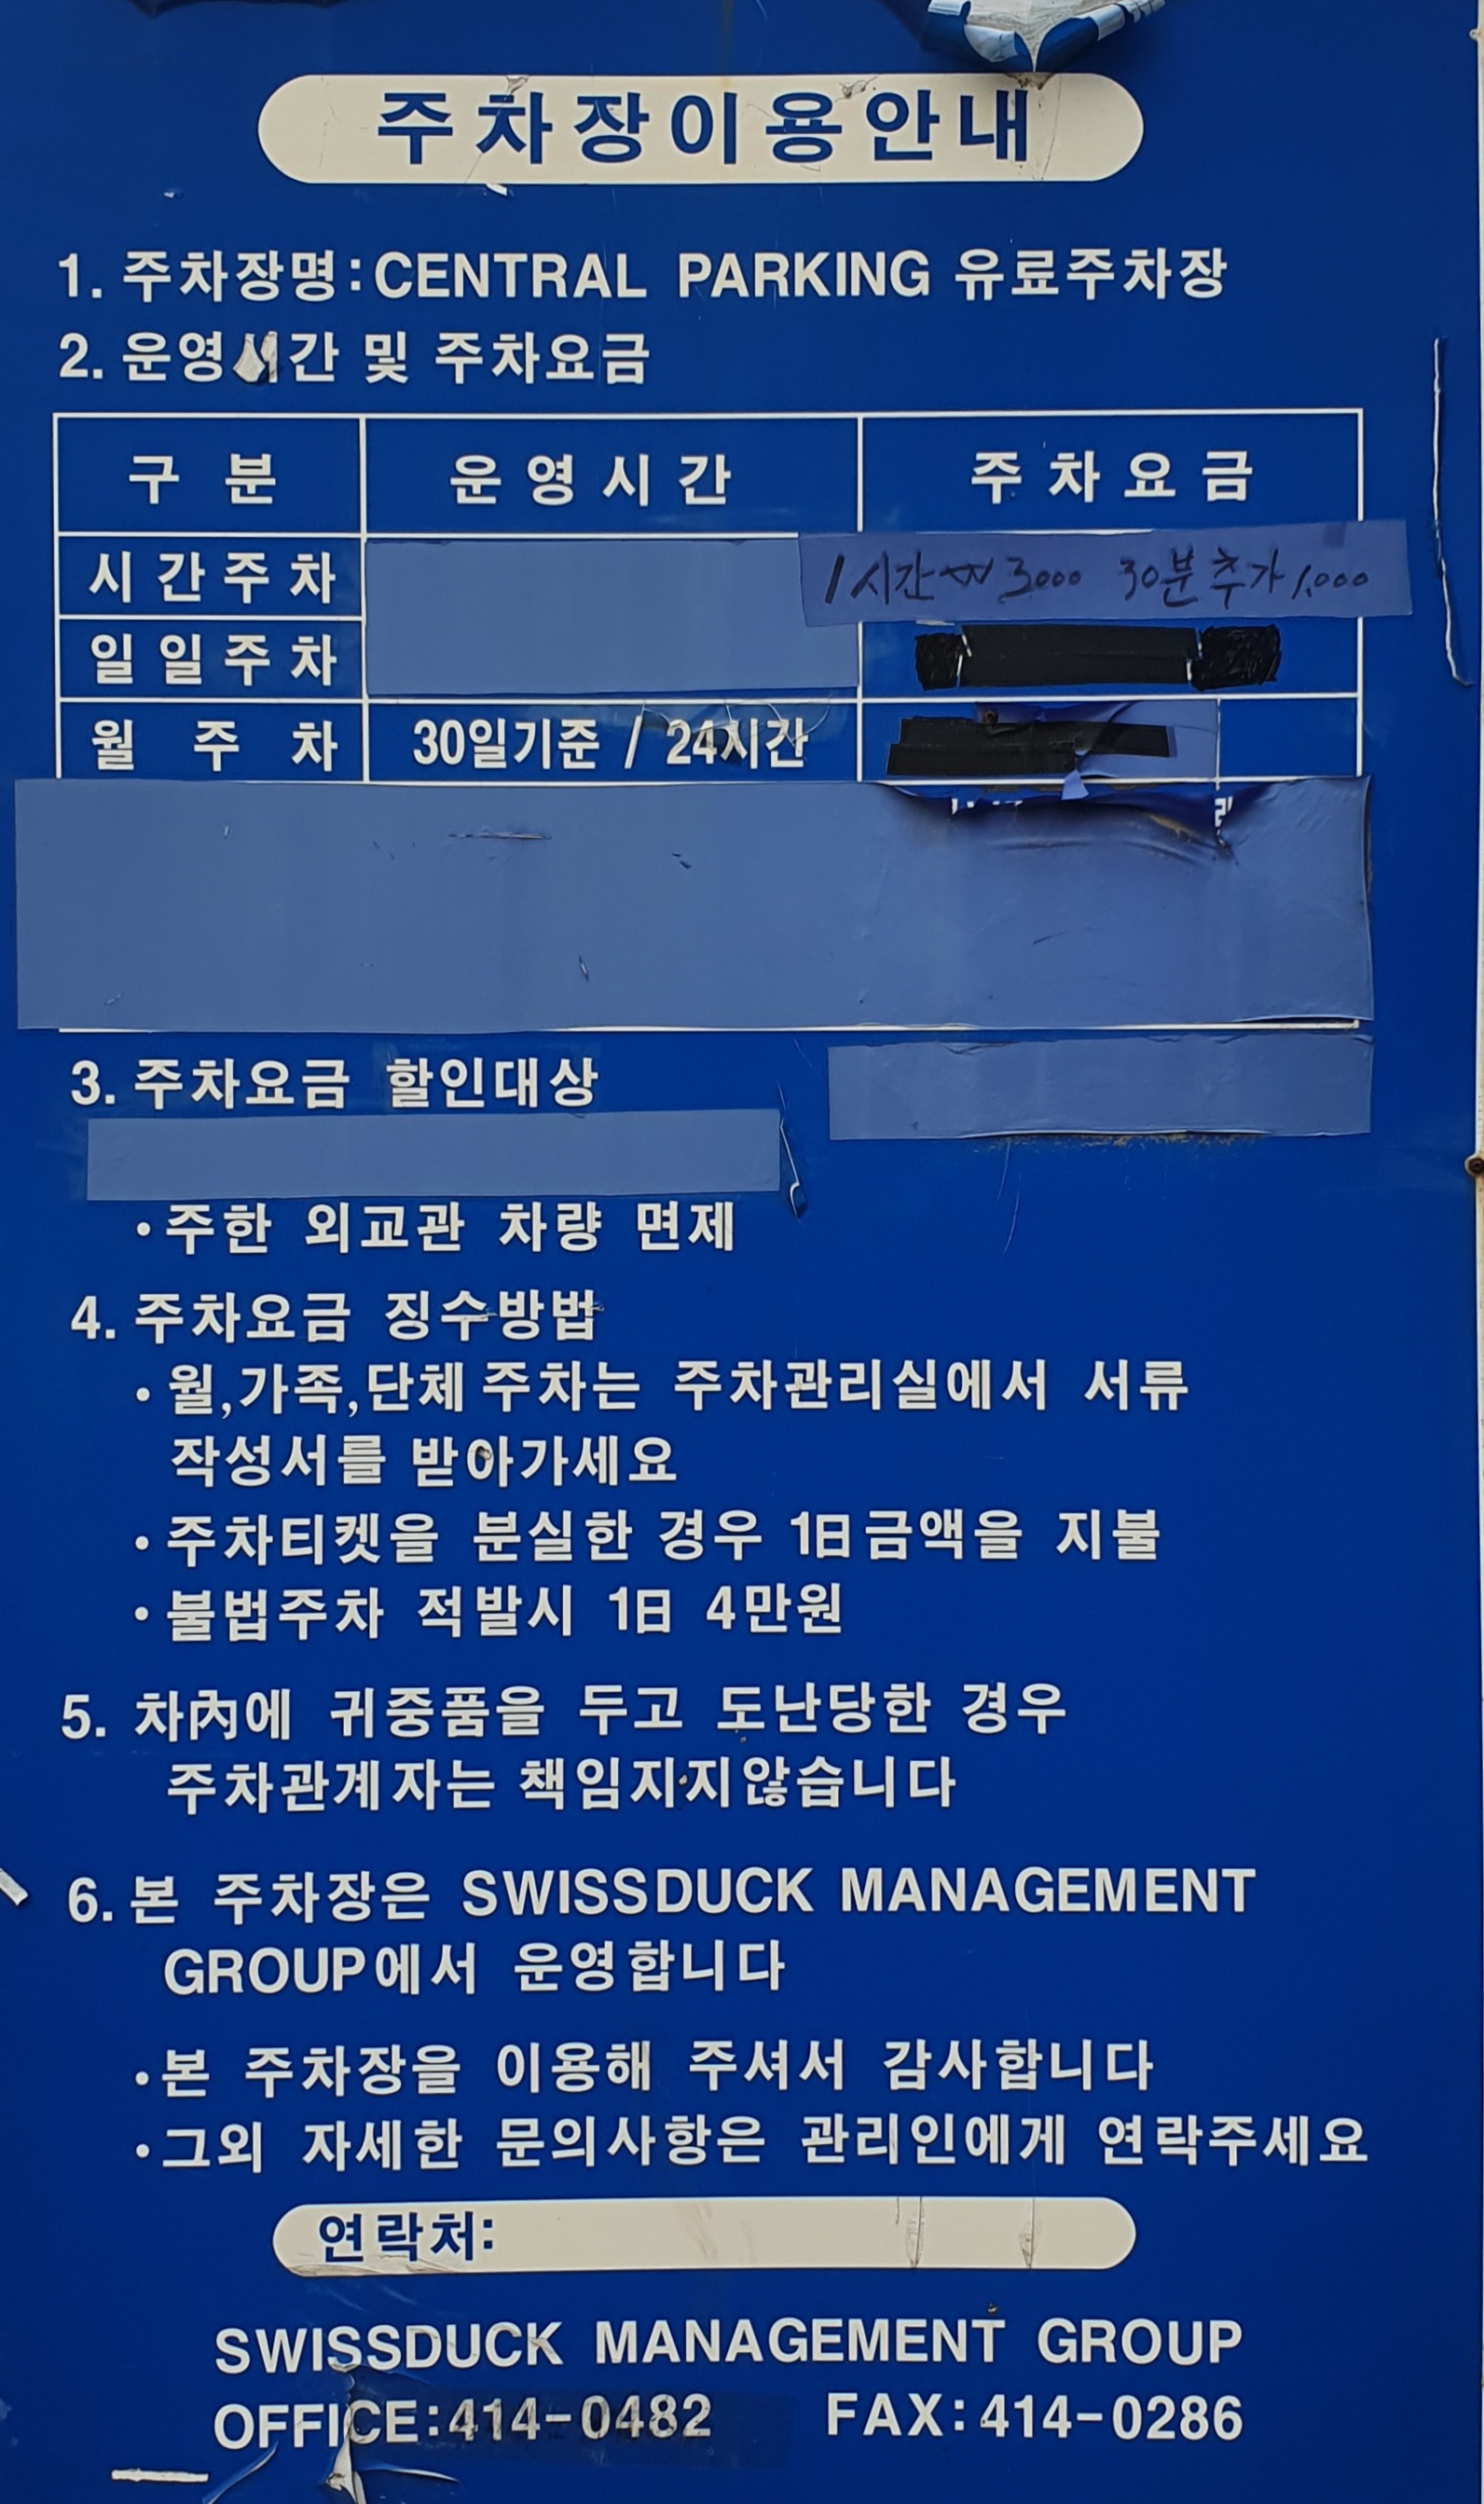 주차장이용안내
1. 주차장명:CENTRAL PARKING 유료주차장
2. 운영시간 및 주차요금
구 분 운영시간 주차요금
시간주차 1시간 ₩3000 30분추가 1,000
일일주차
월 주 차 30일기준 / 24시간
3. 주차요금 할인대상
•주한 외교관 차량 면제
4. 주차요금 징수방법
•월,가족,단체 주차는 주차관리실에서 서류
작성서를 받아가세요
•주차티켓을 분실한 경우 1日금액을 지불
•불법주차 적발시 1日 4만원
5. 차內에 귀중품을 두고 도난당한 경우
주차관계자는 책임지지않습니다
6. 본 주차장은 SWISSDUCK MANAGEMENT
GROUP에서 운영합니다
•본 주차장을 이용해 주셔서 감사합니다
•그외 자세한 문의사항은 관리인에게 연락주세요
연락처:
SWISSDUCK MANAGEMENT GROUP
OFFICE:414-0482 FAX:414-0286